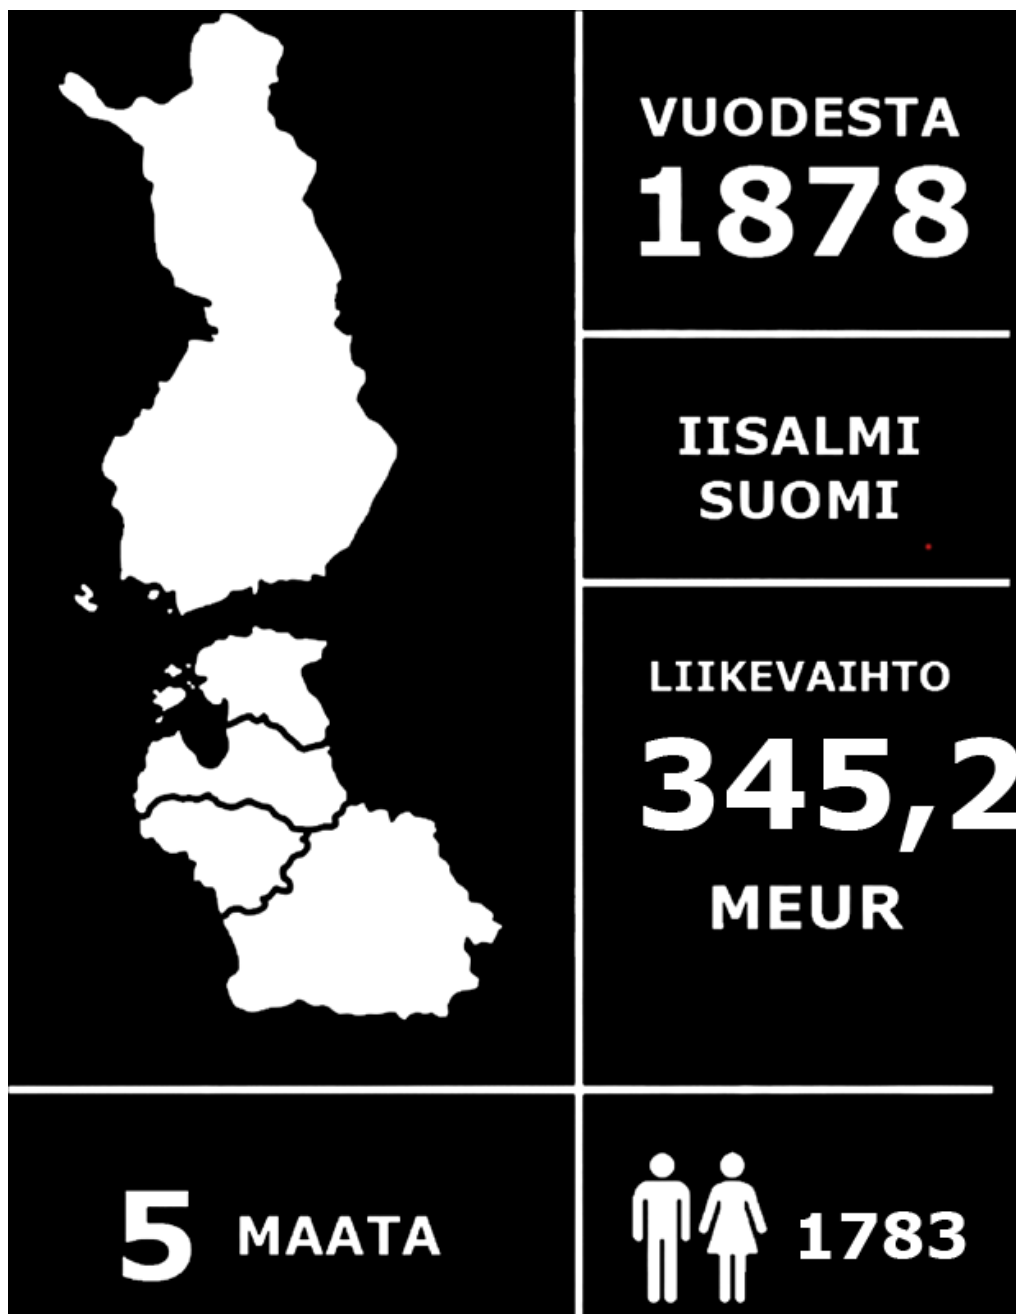 VUODESTA
1878
IISALMI
SUOMI
LIIKEVAIHTO
345,2
MEUR
5 MAATA
1783